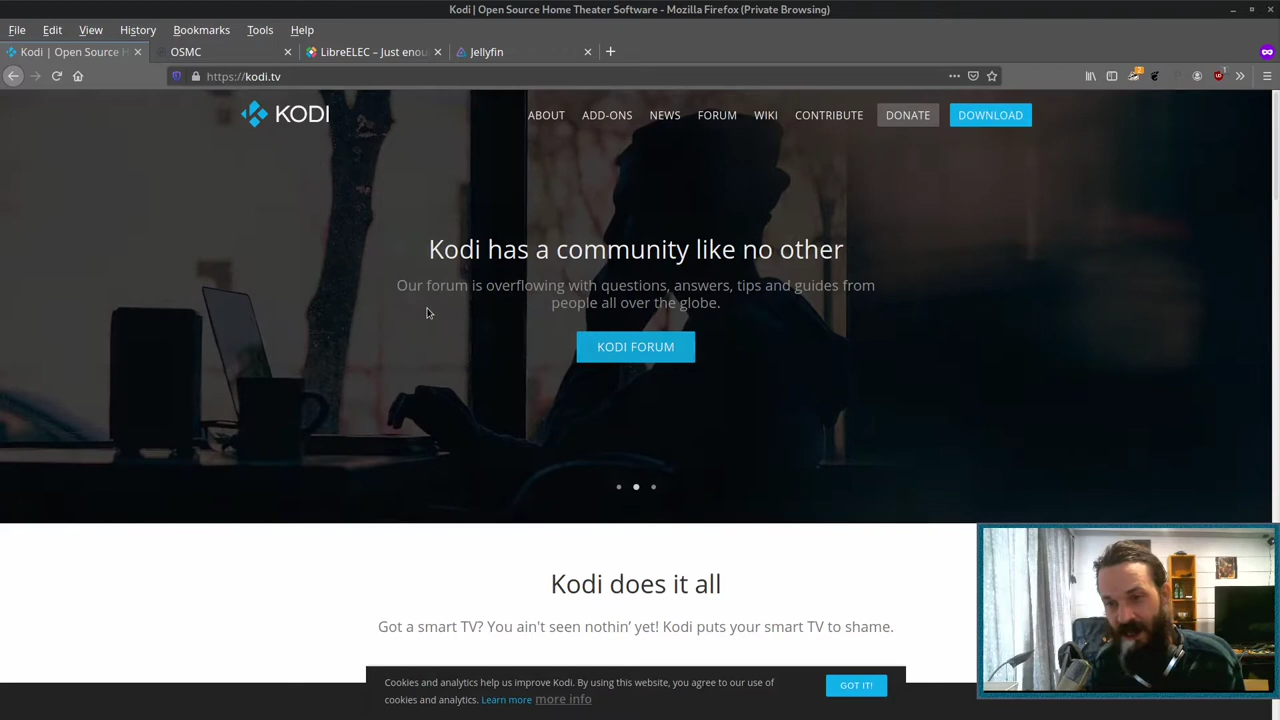 Kodi | Open Source Home Theater Software - Mozilla Firefox (Private Browsing)
File Edit View History Bookmarks Tools Help
Kodi | Open Source H
OSMC
LibreELEC – Just enou
Jellyfin
https://kodi.tv
KODI
ABOUT ADD-ONS NEWS FORUM WIKI CONTRIBUTE DONATE DOWNLOAD
Kodi has a community like no other
Our forum is overflowing with questions, answers, tips and guides from
people all over the globe.
KODI FORUM
Kodi does it all
Got a smart TV? You ain't seen nothin’ yet! Kodi puts your smart TV to shame.
Cookies and analytics help us improve Kodi. By using this website, you agree to our use of
cookies and analytics. Learn more more info
GOT IT!